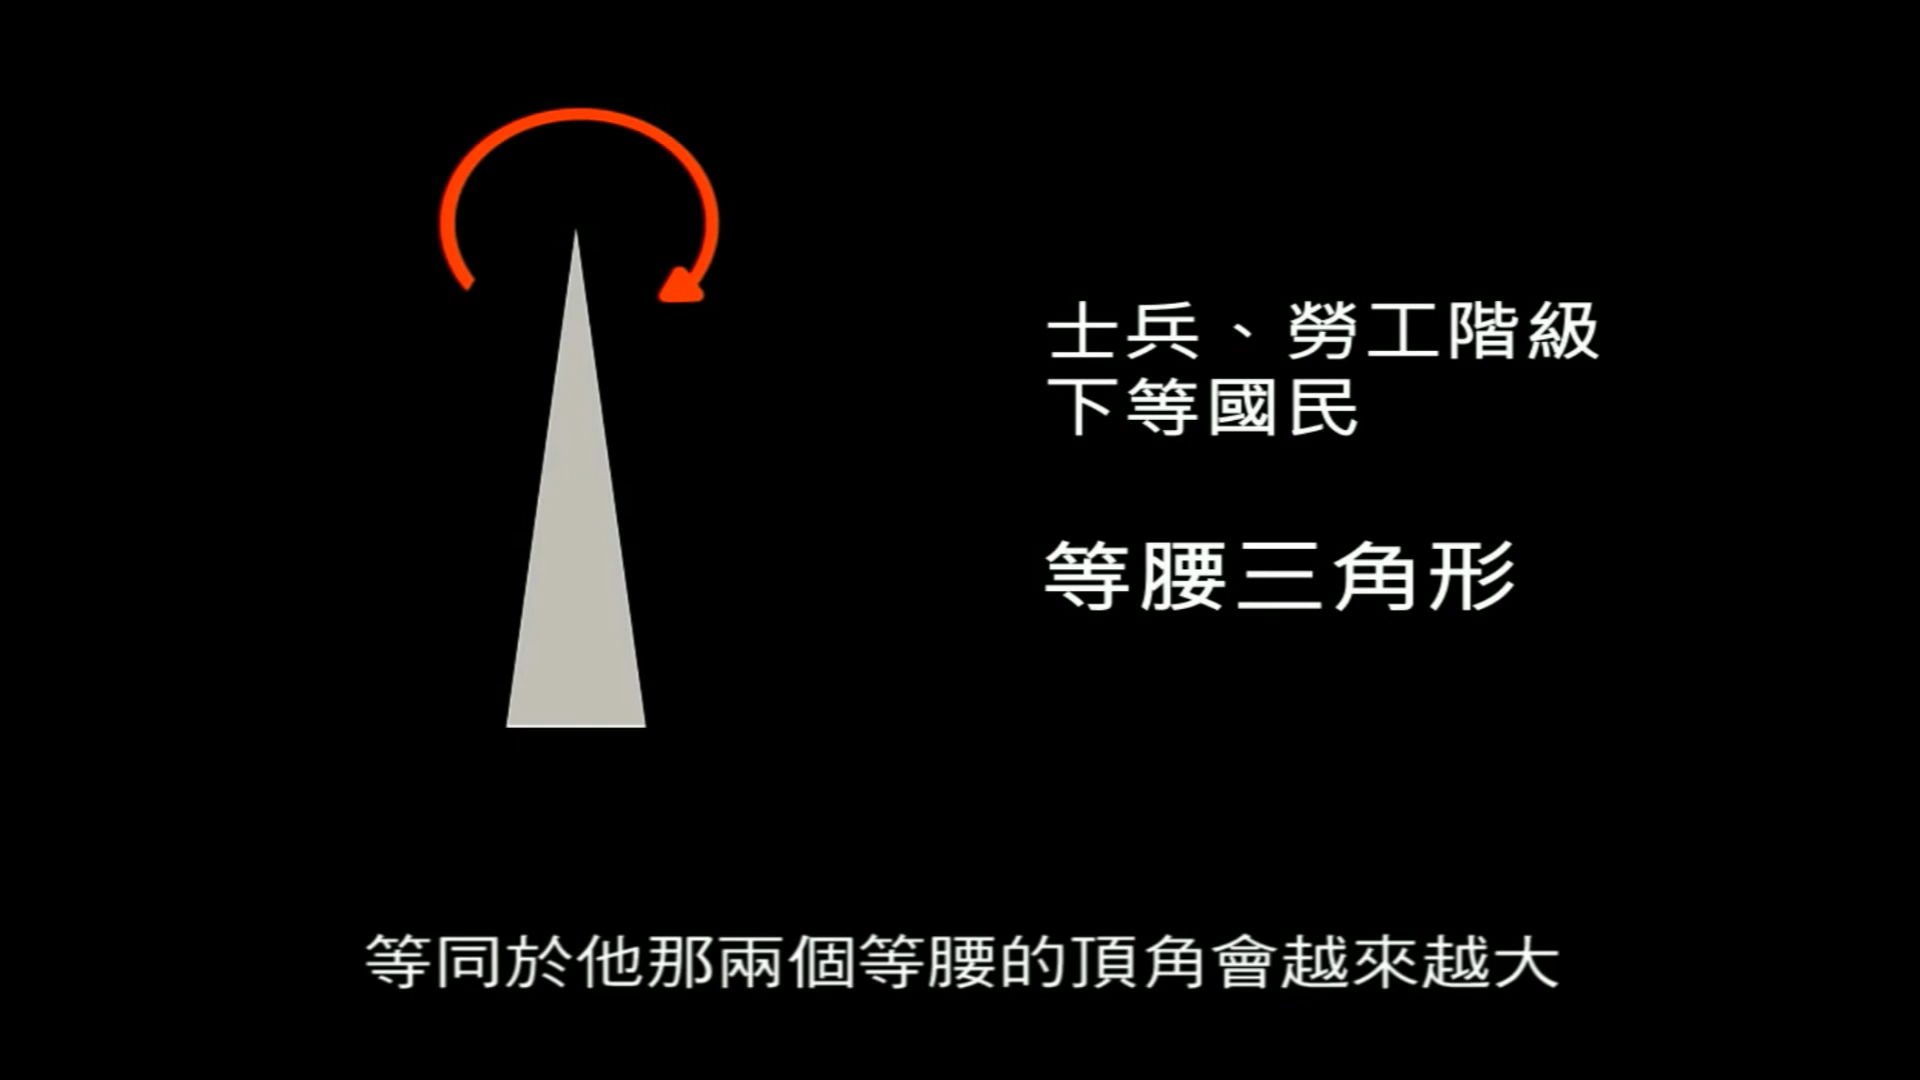 士兵、勞工階級
下等國民
等腰三角形
等同於他那兩個等腰的頂角會越來越大